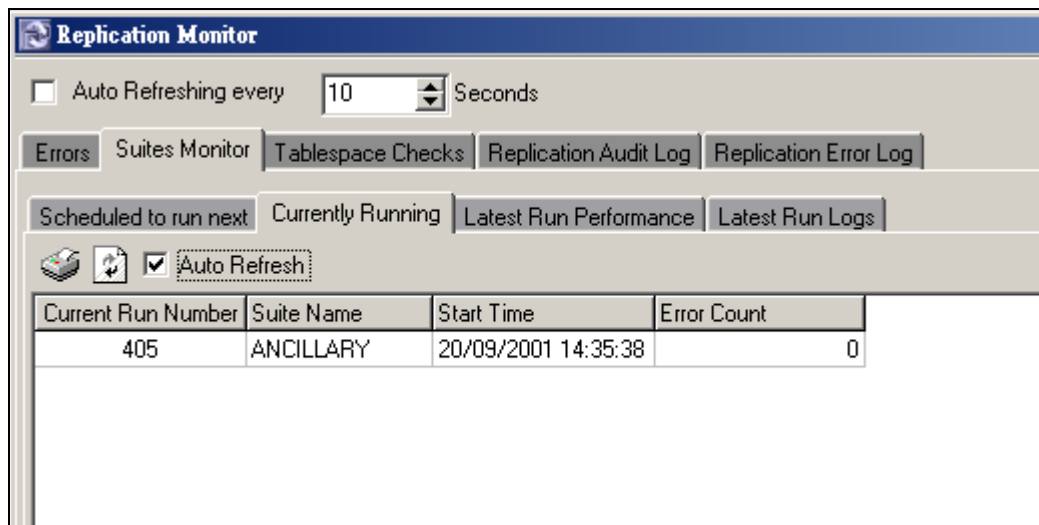 Replication Monitor
Auto Refreshing every 10 Seconds
Errors Suites Monitor Tablespace Checks Replication Audit Log Replication Error Log
Scheduled to run next Currently Running Latest Run Performance Latest Run Logs
Auto Refresh
Current Run Number Suite Name Start Time Error Count
405 ANCILLARY 20/09/2001 14:35:38 0